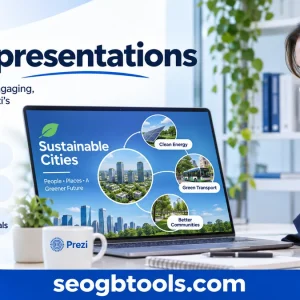 presentations
gaging,
i's
Sustainable
Cities
People • Places • A
Greener Future
Clean Energy
Green Transport
Better
Communities
als
Prezi
seogbtools.com